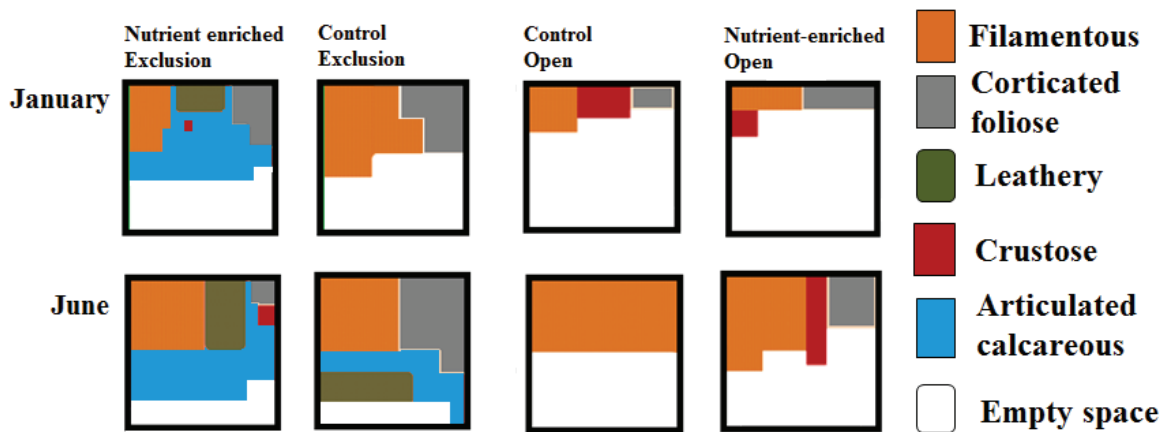 Nutrient enriched
Exclusion
Control
Exclusion
Control
Open
Nutrient-enriched
Open
January
June
Filamentous
Corticated
foliose
Leathery
Crustose
Articulated
calcareous
Empty space